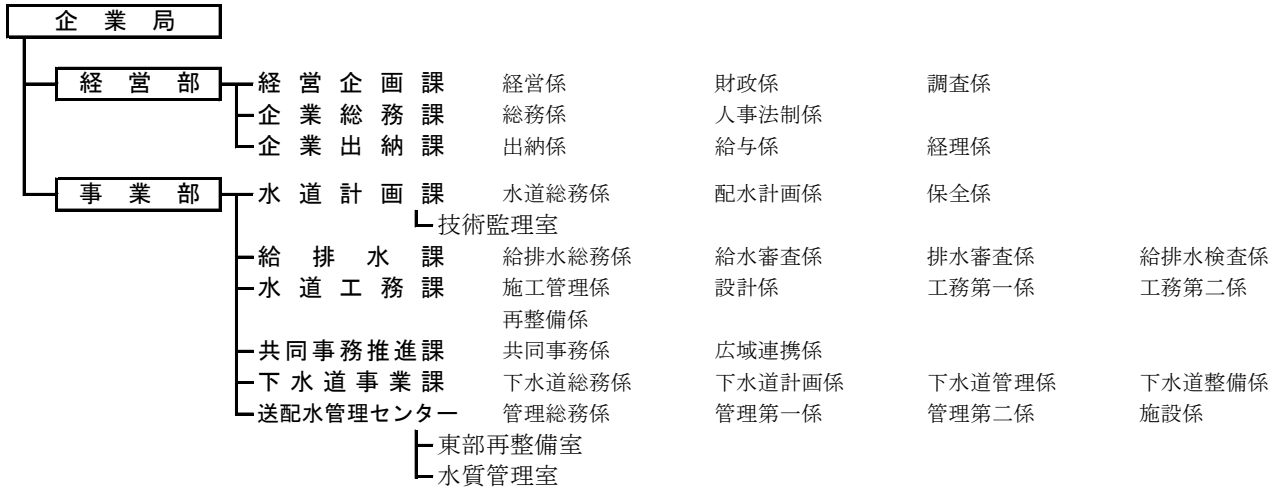 企業局
経営部 経営企画課 経営係 財政係 調査係
企業総務課 総務係 人事法制係
企業出納課 出納係 給与係 経理係
事業部 水道計画課 水道総務係 配水計画係 保全係
技術監理室
給排水課 給排水総務係 給水審査係 排水審査係 給排水検査係
水道工務課 施工管理係 設計係 工務第一係 工務第二係
再整備係
共同事務推進課 共同事務係 広域連携係
下水道事業課 下水道総務係 下水道計画係 下水道管理係 下水道整備係
送配水管理センター 管理総務係 管理第一係 管理第二係 施設係
東部再整備室
水質管理室